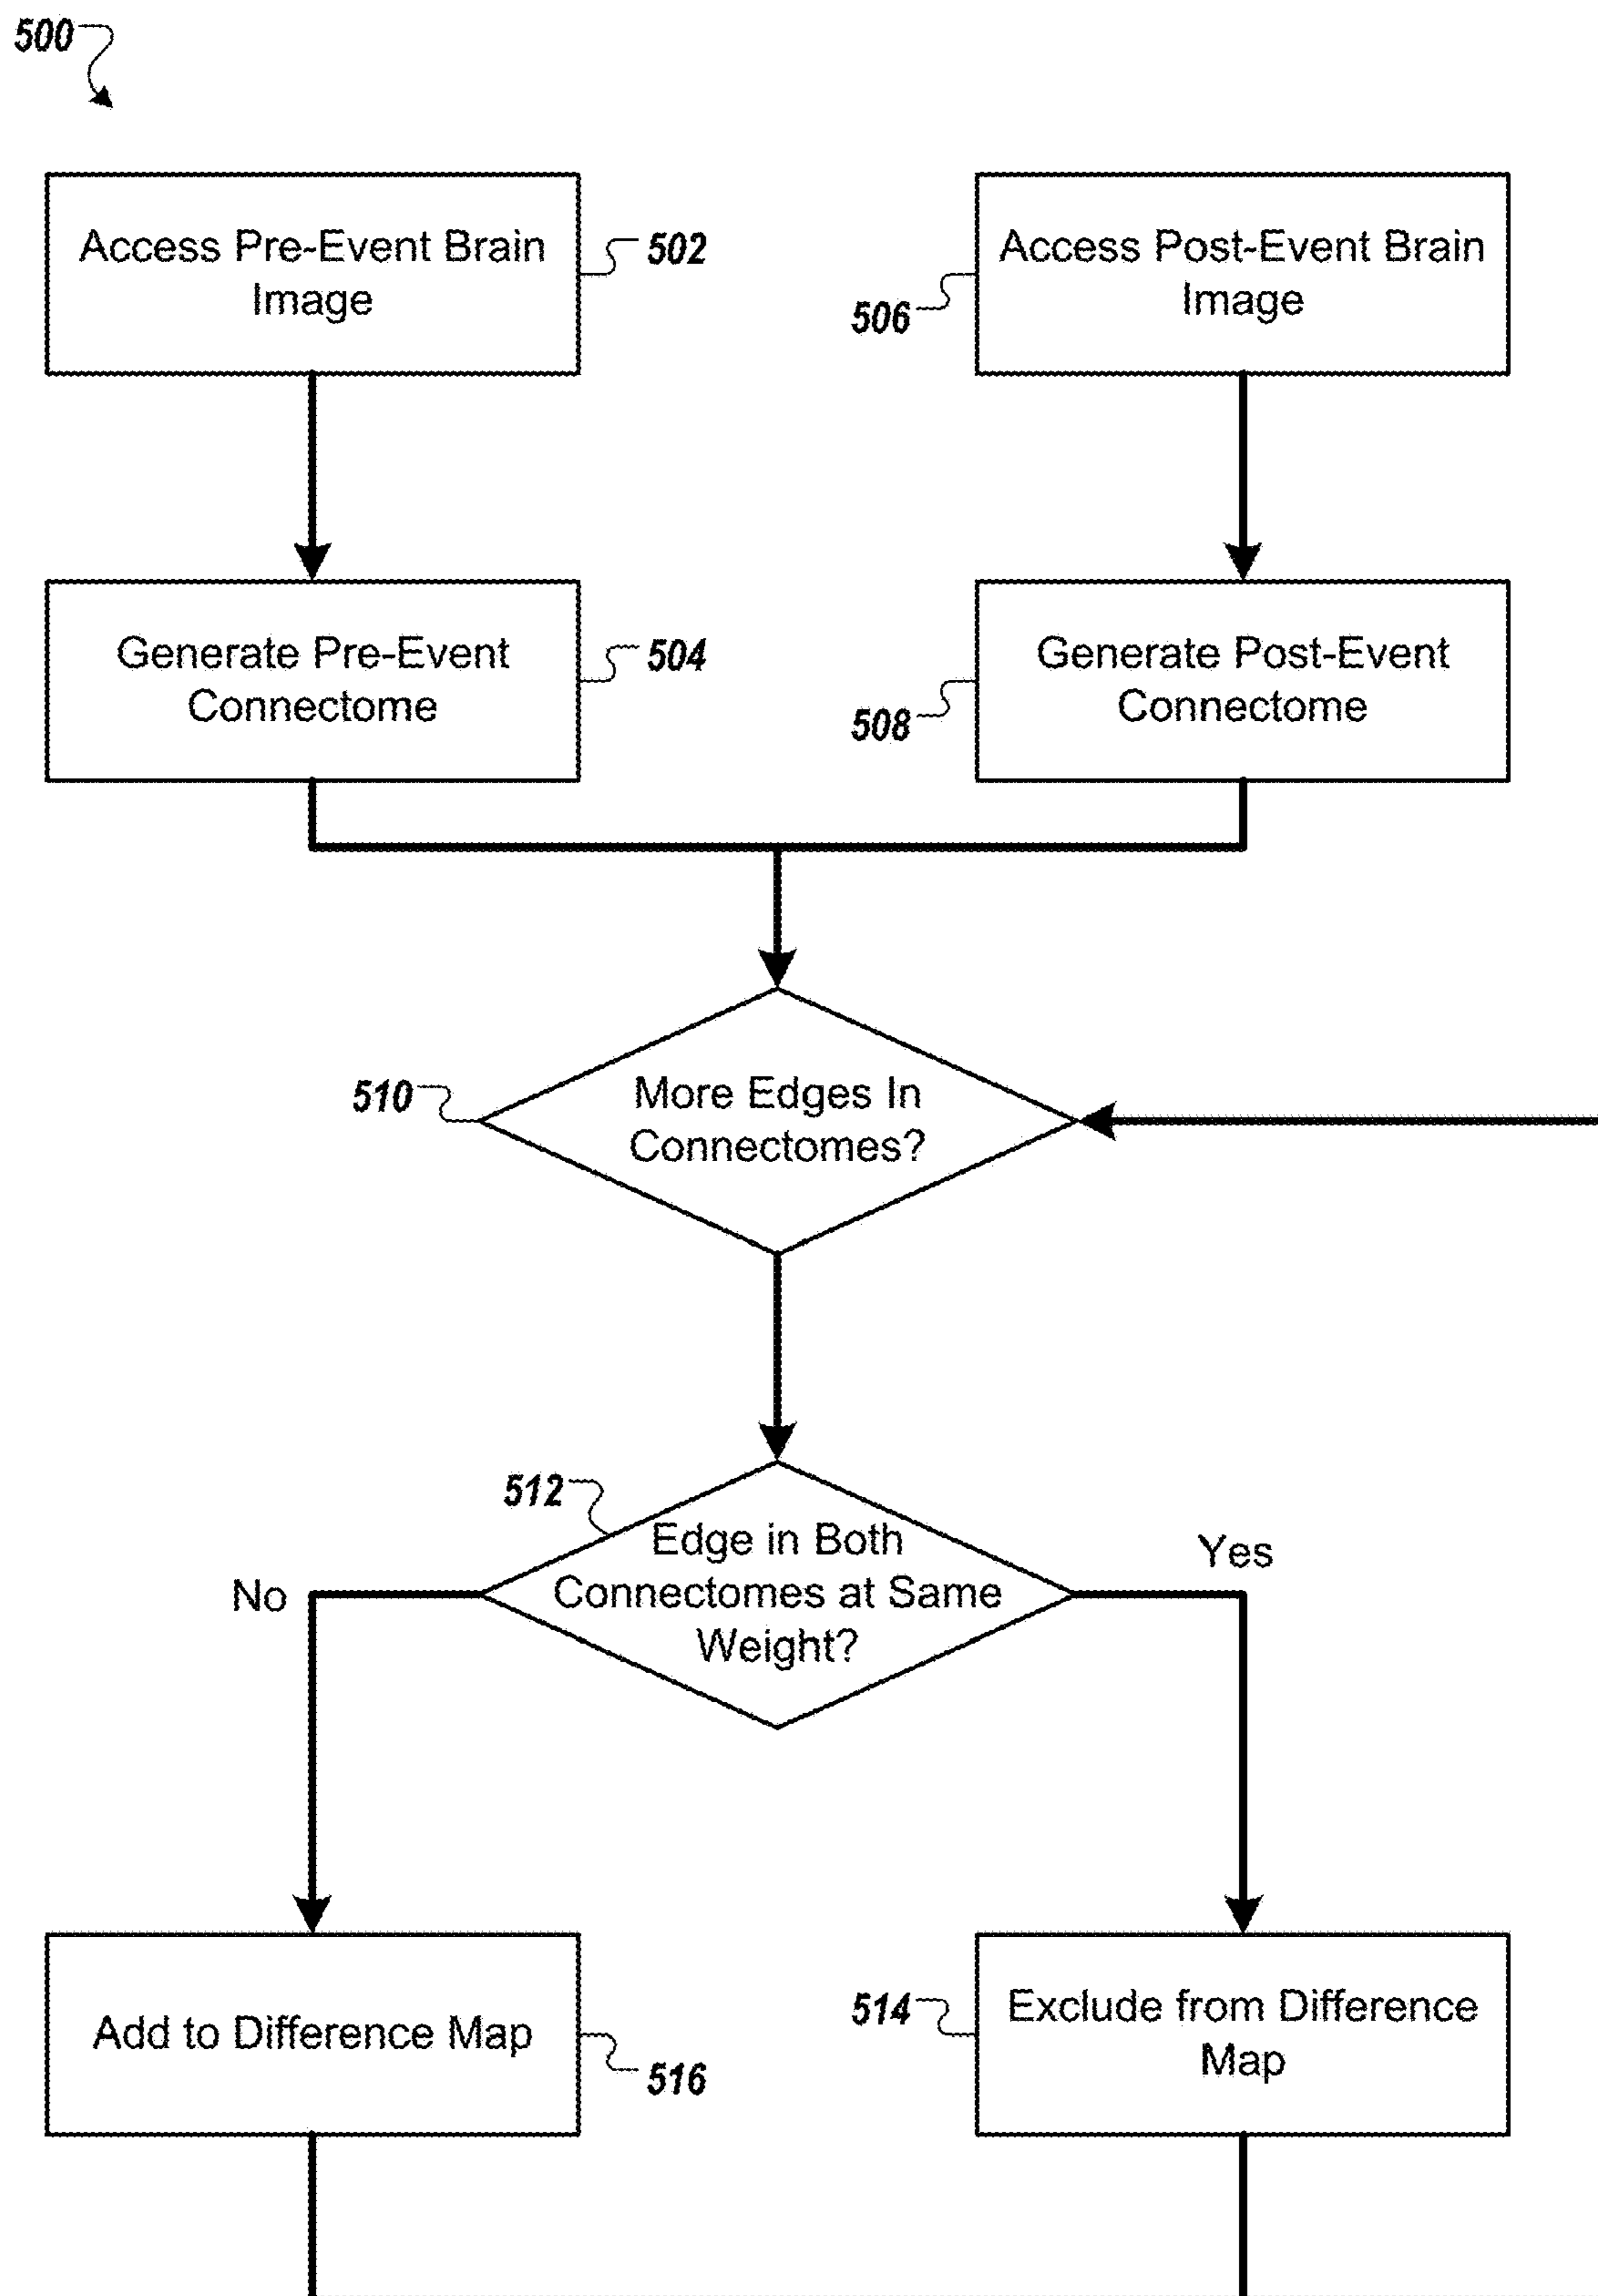 500
Access Pre-Event Brain
Image
502
Access Post-Event Brain
Image
506
Generate Pre-Event
Connectome
504
Generate Post-Event
Connectome
508
More Edges In
Connectomes?
510
512
Edge in Both
Connectomes at Same
Weight?
No
Yes
Add to Difference Map
516
514
Exclude from Difference
Map